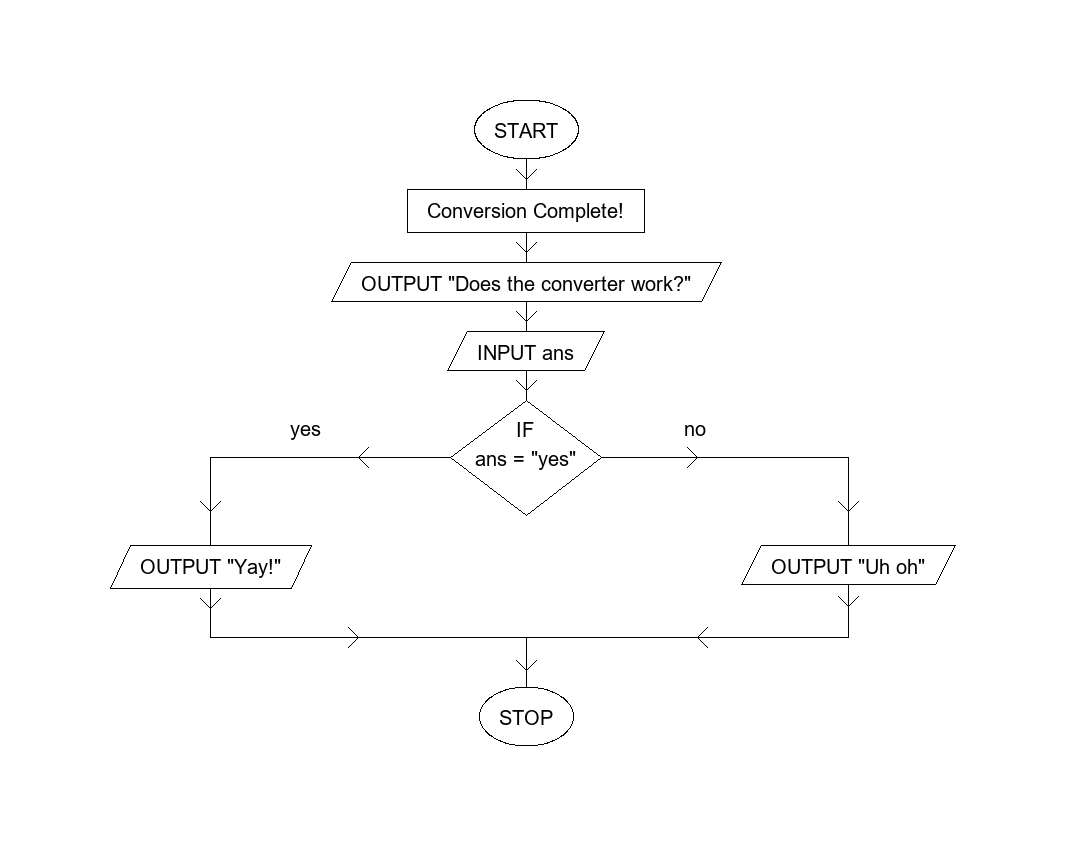 START
Conversion Complete!
OUTPUT "Does the converter work?"
INPUT ans
yes
IF
no
ans = "yes"
OUTPUT "Yay!"
OUTPUT "Uh oh"
STOP